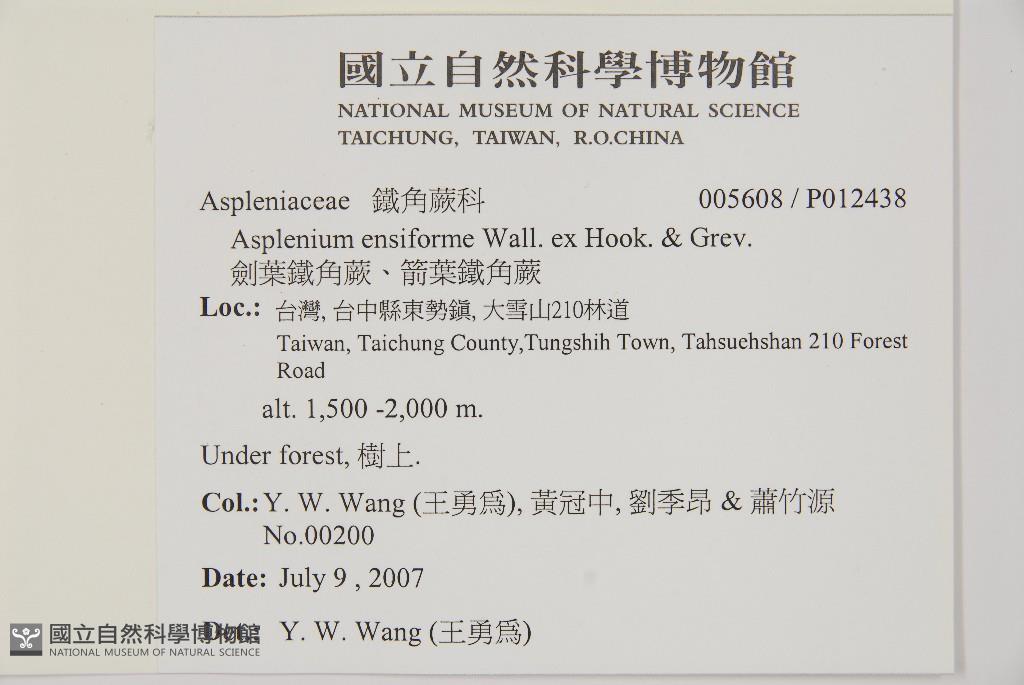 國立自然科學博物館
NATIONAL MUSEUM OF NATURAL SCIENCE
TAICHUNG, TAIWAN, R.O.CHINA
Aspleniaceae 鐵角蕨科 005608 / P012438
Asplenium ensiforme Wall. ex Hook. & Grev.
劍葉鐵角蕨、箭葉鐵角蕨
Loc.: 台灣, 台中縣東勢鎮, 大雪山210林道
Taiwan, Taichung County,Tungshih Town, Tahsuehshan 210 Forest
Road
alt. 1,500 -2,000 m.
Under forest, 樹上.
Col.: Y. W. Wang (王勇為), 黃冠中, 劉季昂 & 蕭竹源
No.00200
Date: July 9 , 2007
Det.: Y. W. Wang (王勇為)
國立自然科學博物館
NATIONAL MUSEUM OF NATURAL SCIENCE